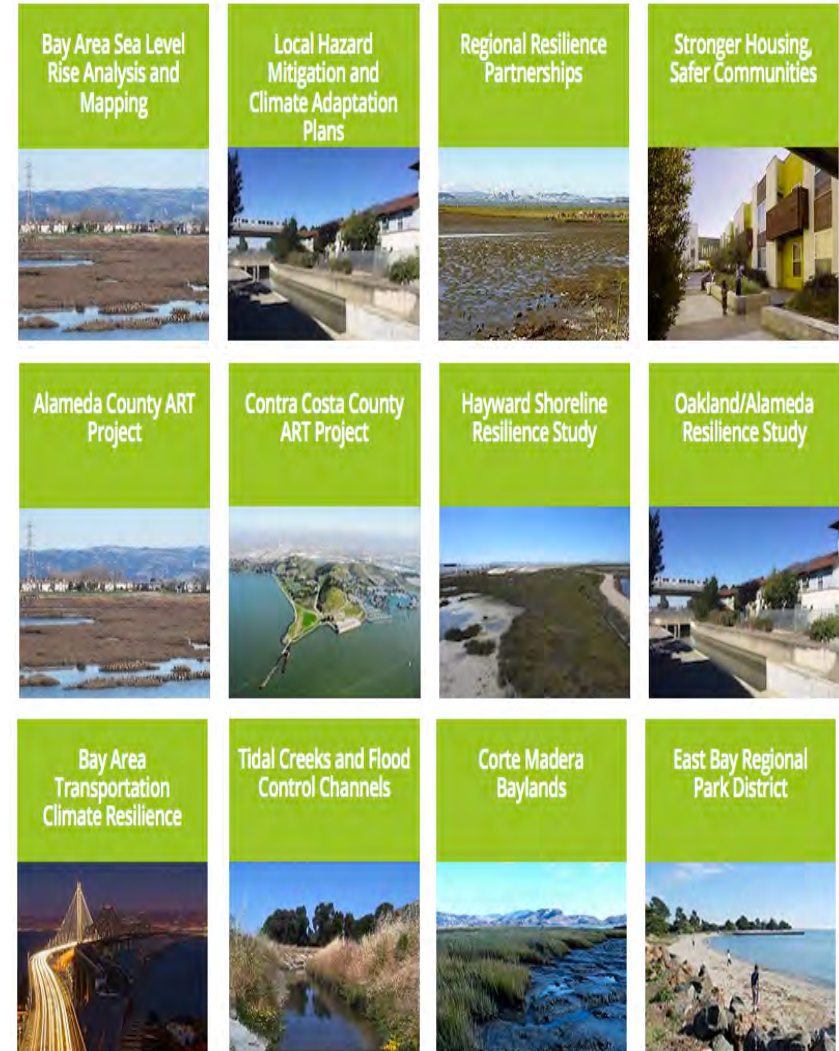 Bay Area Sea Level
Rise Analysis and
Mapping
Local Hazard
Mitigation and
Climate Adaptation
Plans
Regional Resilience
Partnerships
Stronger Housing,
Safer Communities
Alameda County ART
Project
Contra Costa County
ART Project
Hayward Shoreline
Resilience Study
Oakland/Alameda
Resilience Study
Bay Area
Transportation
Climate Resilience
Tidal Creeks and Flood
Control Channels
Corte Madera
Baylands
East Bay Regional
Park District